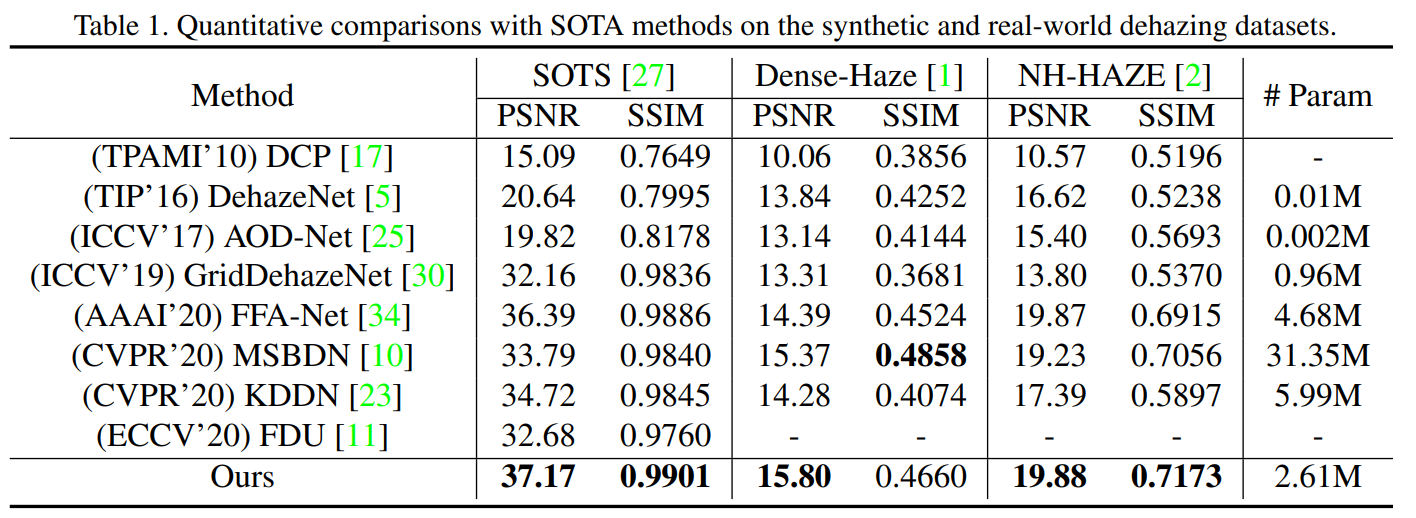 Table 1. Quantitative comparisons with SOTA methods on the synthetic and real-world dehazing datasets.
Method SOTS [27] Dense-Haze [1] NH-HAZE [2] # Param
PSNR SSIM PSNR SSIM PSNR SSIM
(TPAMI'10) DCP [17] 15.09 0.7649 10.06 0.3856 10.57 0.5196 -
(TIP'16) DehazeNet [5] 20.64 0.7995 13.84 0.4252 16.62 0.5238 0.01M
(ICCV'17) AOD-Net [25] 19.82 0.8178 13.14 0.4144 15.40 0.5693 0.002M
(ICCV'19) GridDehazeNet [30] 32.16 0.9836 13.31 0.3681 13.80 0.5370 0.96M
(AAAI'20) FFA-Net [34] 36.39 0.9886 14.39 0.4524 19.87 0.6915 4.68M
(CVPR'20) MSBDN [10] 33.79 0.9840 15.37 0.4858 19.23 0.7056 31.35M
(CVPR'20) KDDN [23] 34.72 0.9845 14.28 0.4074 17.39 0.5897 5.99M
(ECCV'20) FDU [11] 32.68 0.9760 - - - - -
Ours 37.17 0.9901 15.80 0.4660 19.88 0.7173 2.61M